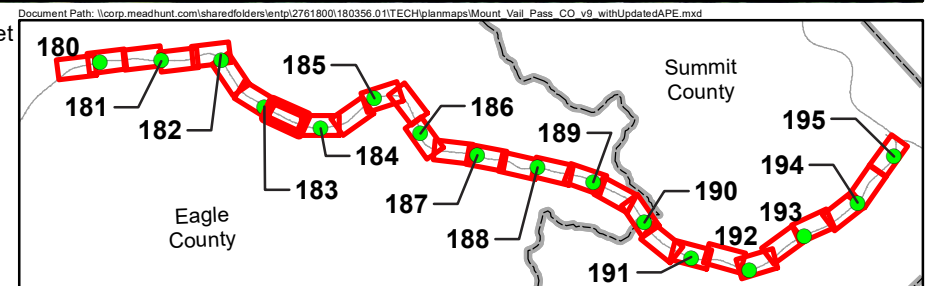 Document Path: \\corp.meadhunt.com\sharedfolders\entp\2761800\180356.01\TECH\planmaps\Mount_Vail_Pass_CO_v9_withUpdatedAPE.mxd
et
180
181
182
183
184
185
186
187
188
189
190
191
192
193
194
195
Eagle
County
Summit
County